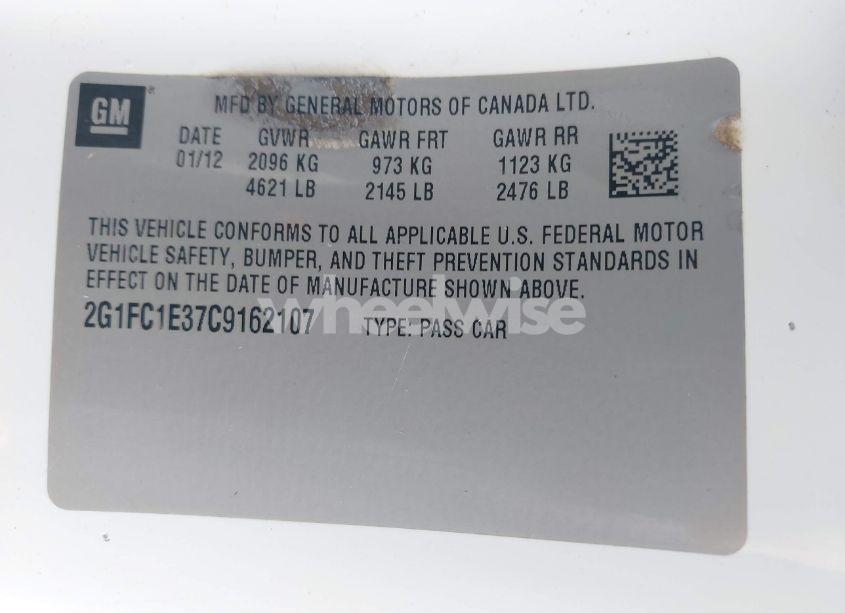 GM
MFD BY GENERAL MOTORS OF CANADA LTD.
DATE GVWR GAWR FRT GAWR RR
01/12 2096 KG 973 KG 1123 KG
4621 LB 2145 LB 2476 LB
THIS VEHICLE CONFORMS TO ALL APPLICABLE U.S. FEDERAL MOTOR
VEHICLE SAFETY, BUMPER, AND THEFT PREVENTION STANDARDS IN
EFFECT ON THE DATE OF MANUFACTURE SHOWN ABOVE.
2G1FC1E37C9162107 TYPE: PASS CAR
wheelwise